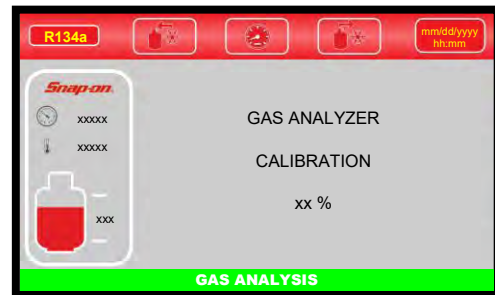 R134a
mm/dd/yyyy
hh:mm
Snap-on.
xxxxx
xxxxx
xxx
GAS ANALYZER
CALIBRATION
xx %
GAS ANALYSIS